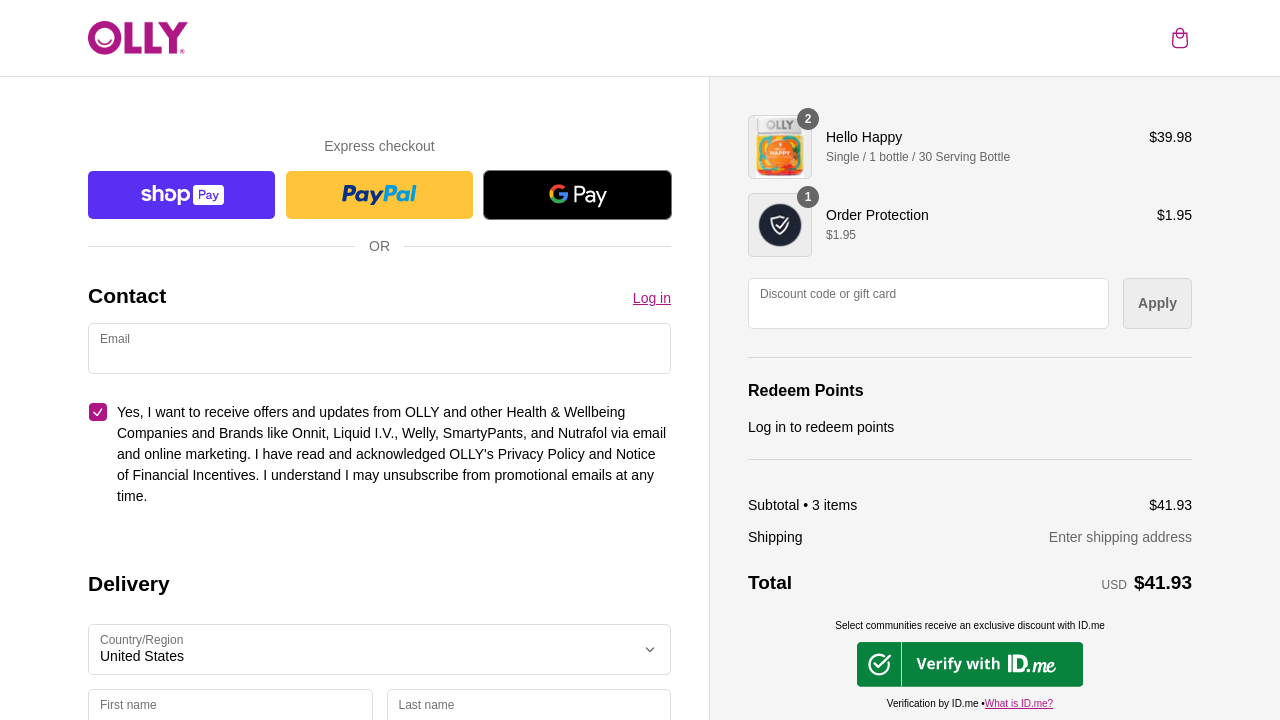 OLLY
Express checkout
shop Pay
PayPal
G Pay
OR
Contact
Log in
Email
Yes, I want to receive offers and updates from OLLY and other Health & Wellbeing
Companies and Brands like Onnit, Liquid I.V., Welly, SmartyPants, and Nutrafol via email
and online marketing. I have read and acknowledged OLLY's Privacy Policy and Notice
of Financial Incentives. I understand I may unsubscribe from promotional emails at any
time.
Delivery
Country/Region
United States
First name
Last name
OLLY
HAPPY
2
Hello Happy
$39.98
Single / 1 bottle / 30 Serving Bottle
1
Order Protection
$1.95
$1.95
Discount code or gift card
Apply
Redeem Points
Log in to redeem points
Subtotal • 3 items
$41.93
Shipping
Enter shipping address
Total
USD $41.93
Select communities receive an exclusive discount with ID.me
Verify with ID.me
Verification by ID.me •What is ID.me?